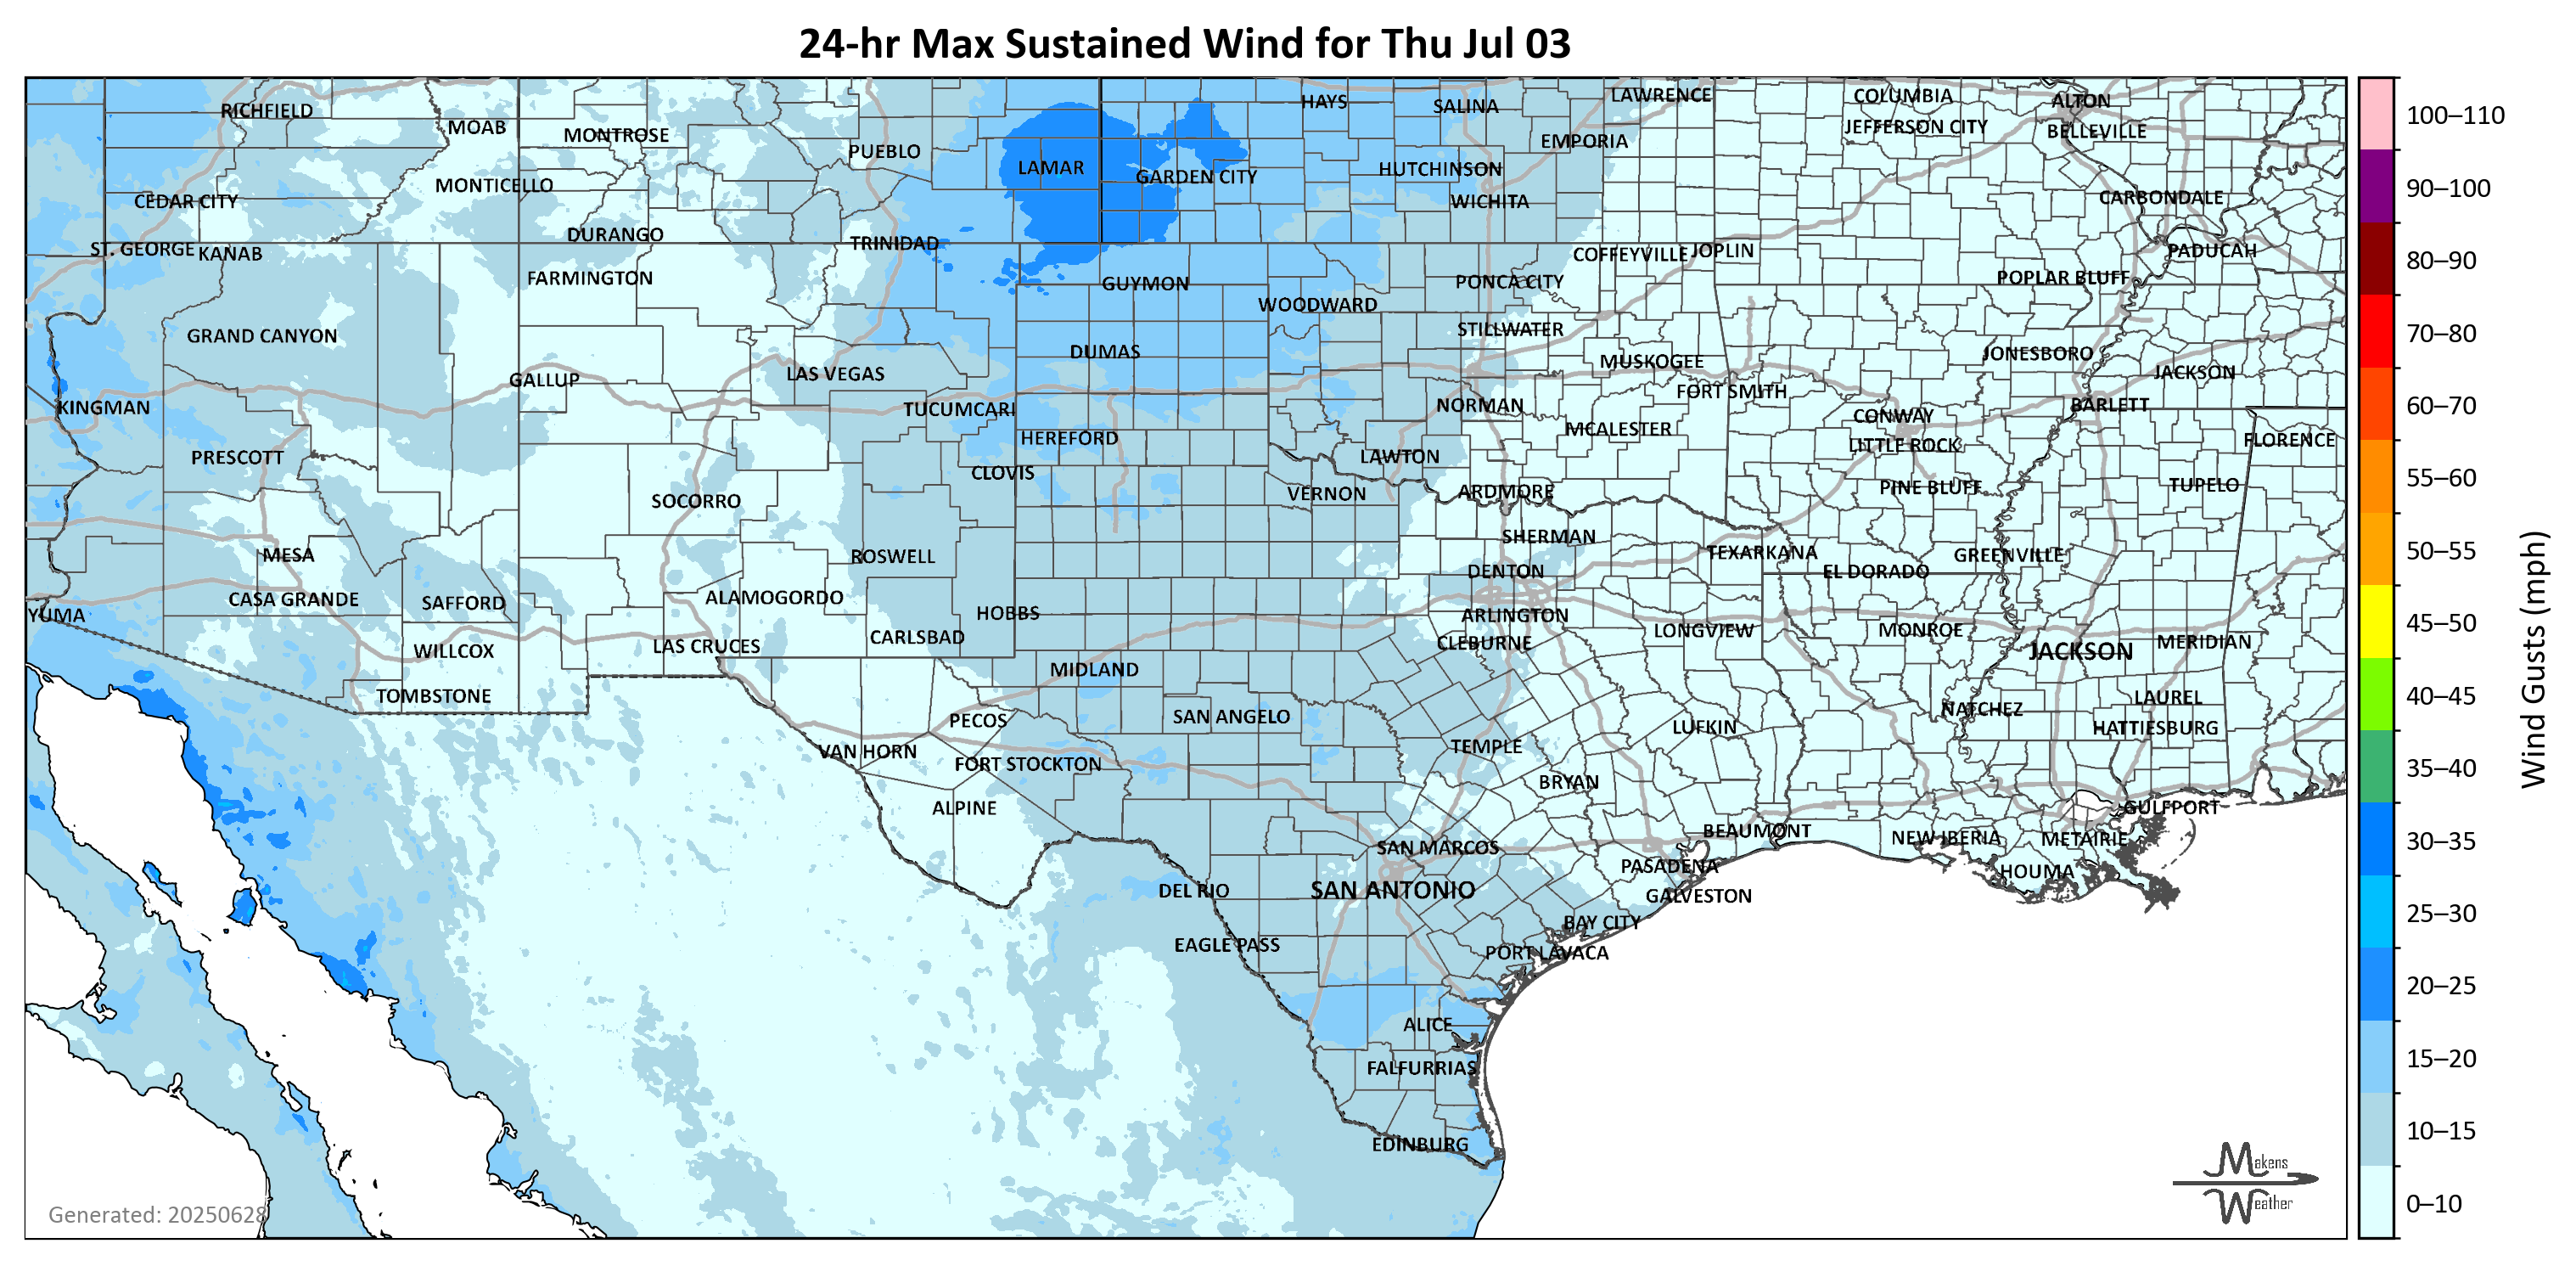 24-hr Max Sustained Wind for Thu Jul 03
RICHFIELD
MOAB
MONTROSE
PUEBLO
LAMAR
GARDEN CITY
HAYS
SALINA
LAWRENCE
EMPORIA
HUTCHINSON
WICHITA
COLUMBIA
JEFFERSON CITY
ALTON
BELLEVILLE
CARBONDALE
PADUCAH
MONTICELLO
CEDAR CITY
ST. GEORGE
KANAB
DURANGO
TRINIDAD
FARMINGTON
GUYMON
WOODWARD
PONCA CITY
COFFEYVILLE
JOPLIN
POPLAR BLUFF
GRAND CANYON
DUMAS
STILLWATER
MUSKOGEE
JONESBORO
JACKSON
GALLUP
LAS VEGAS
KINGMAN
TUCUMCARI
NORMAN
FORT SMITH
CONWAY
BARLETT
HEREFORD
MCALESTER
LITTLE ROCK
FLORENCE
PRESCOTT
CLOVIS
LAWTON
SOCORRO
VERNON
ARDMORE
PINE BLUFF
TUPELO
SHERMAN
MESA
ROSWELL
TEXARKANA
GREENVILLE
DENTON
EL DORADO
CASA GRANDE
SAFFORD
ALAMOGORDO
HOBBS
ARLINGTON
YUMA
LAS CRUCES
CARLSBAD
CLEBURNE
LONGVIEW
MONROE
JACKSON
MERIDIAN
WILLCOX
MIDLAND
TOMBSTONE
PECOS
SAN ANGELO
NATCHEZ
LAUREL
LUFKIN
HATTIESBURG
VAN HORN
FORT STOCKTON
TEMPLE
BRYAN
ALPINE
GULFPORT
BEAUMONT
NEW IBERIA
METAIRIE
SAN MARCOS
PASADENA
HOUMA
DEL RIO
SAN ANTONIO
GALVESTON
BAY CITY
EAGLE PASS
PORT LAVACA
ALICE
FALFURRIAS
EDINBURG
Generated: 20250628
Makens
Weather
100–110
90–100
80–90
70–80
60–70
55–60
50–55
45–50
40–45
35–40
30–35
25–30
20–25
15–20
10–15
0–10
Wind Gusts (mph)